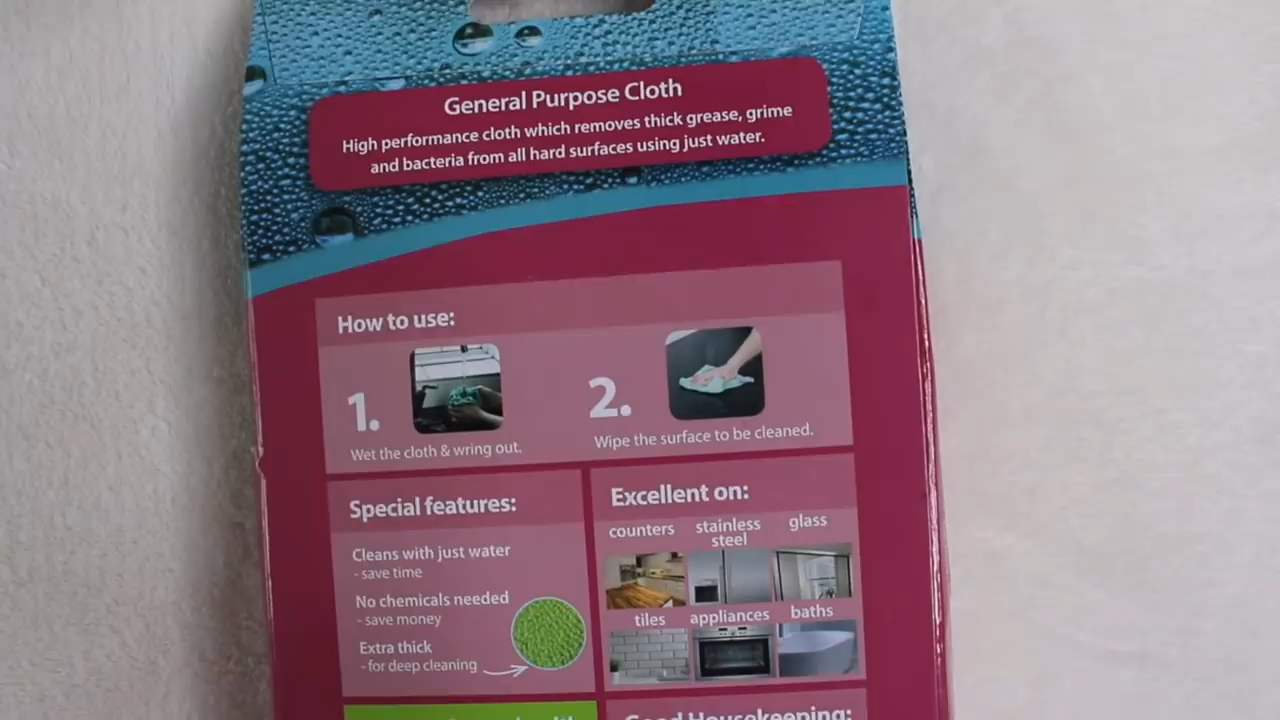 General Purpose Cloth
High performance cloth which removes thick grease, grime
and bacteria from all hard surfaces using just water.
How to use:
1.
Wet the cloth & wring out.
2.
Wipe the surface to be cleaned.
Special features:
Cleans with just water
- save time
No chemicals needed
- save money
Extra thick
- for deep cleaning
Excellent on:
counters
stainless
steel
glass
tiles
appliances
baths
Good Housekeeping: